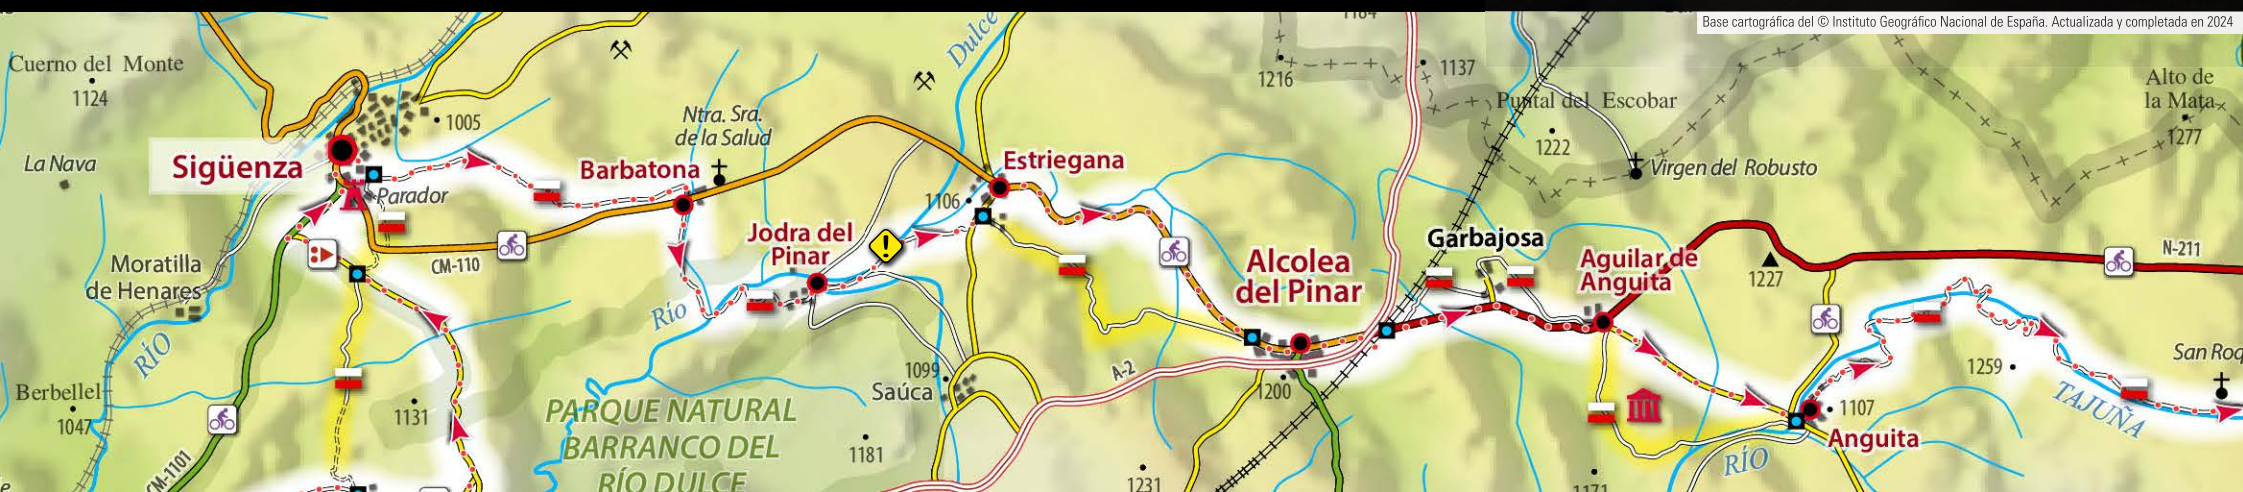 Base cartográfica del © Instituto Geográfico Nacional de España. Actualizada y completada en 2024
Cuerno del Monte
1124
1005
La Nava
Sigüenza
Parador
Moratilla
de Henares
RÍO
Berbellel
1047
CM-1101
CM-110
1131
Barbatona
Ntra. Sra.
de la Salud
Dulce
Río
Jodra del
Pinar
1106
Estriegana
PARQUE NATURAL
BARRANCO DEL
RÍO DULCE
1099
Saúca
1181
A-2
1231
1200
Alcolea
del Pinar
1216
1184
1137
Puntal del Escobar
1222
Virgen del Robusto
Garbajosa
Aguilar de
Anguita
1227
N-211
Alto de
la Mata
1277
1259
San Roq
TAJUÑA
1107
Anguita
RÍO
1171